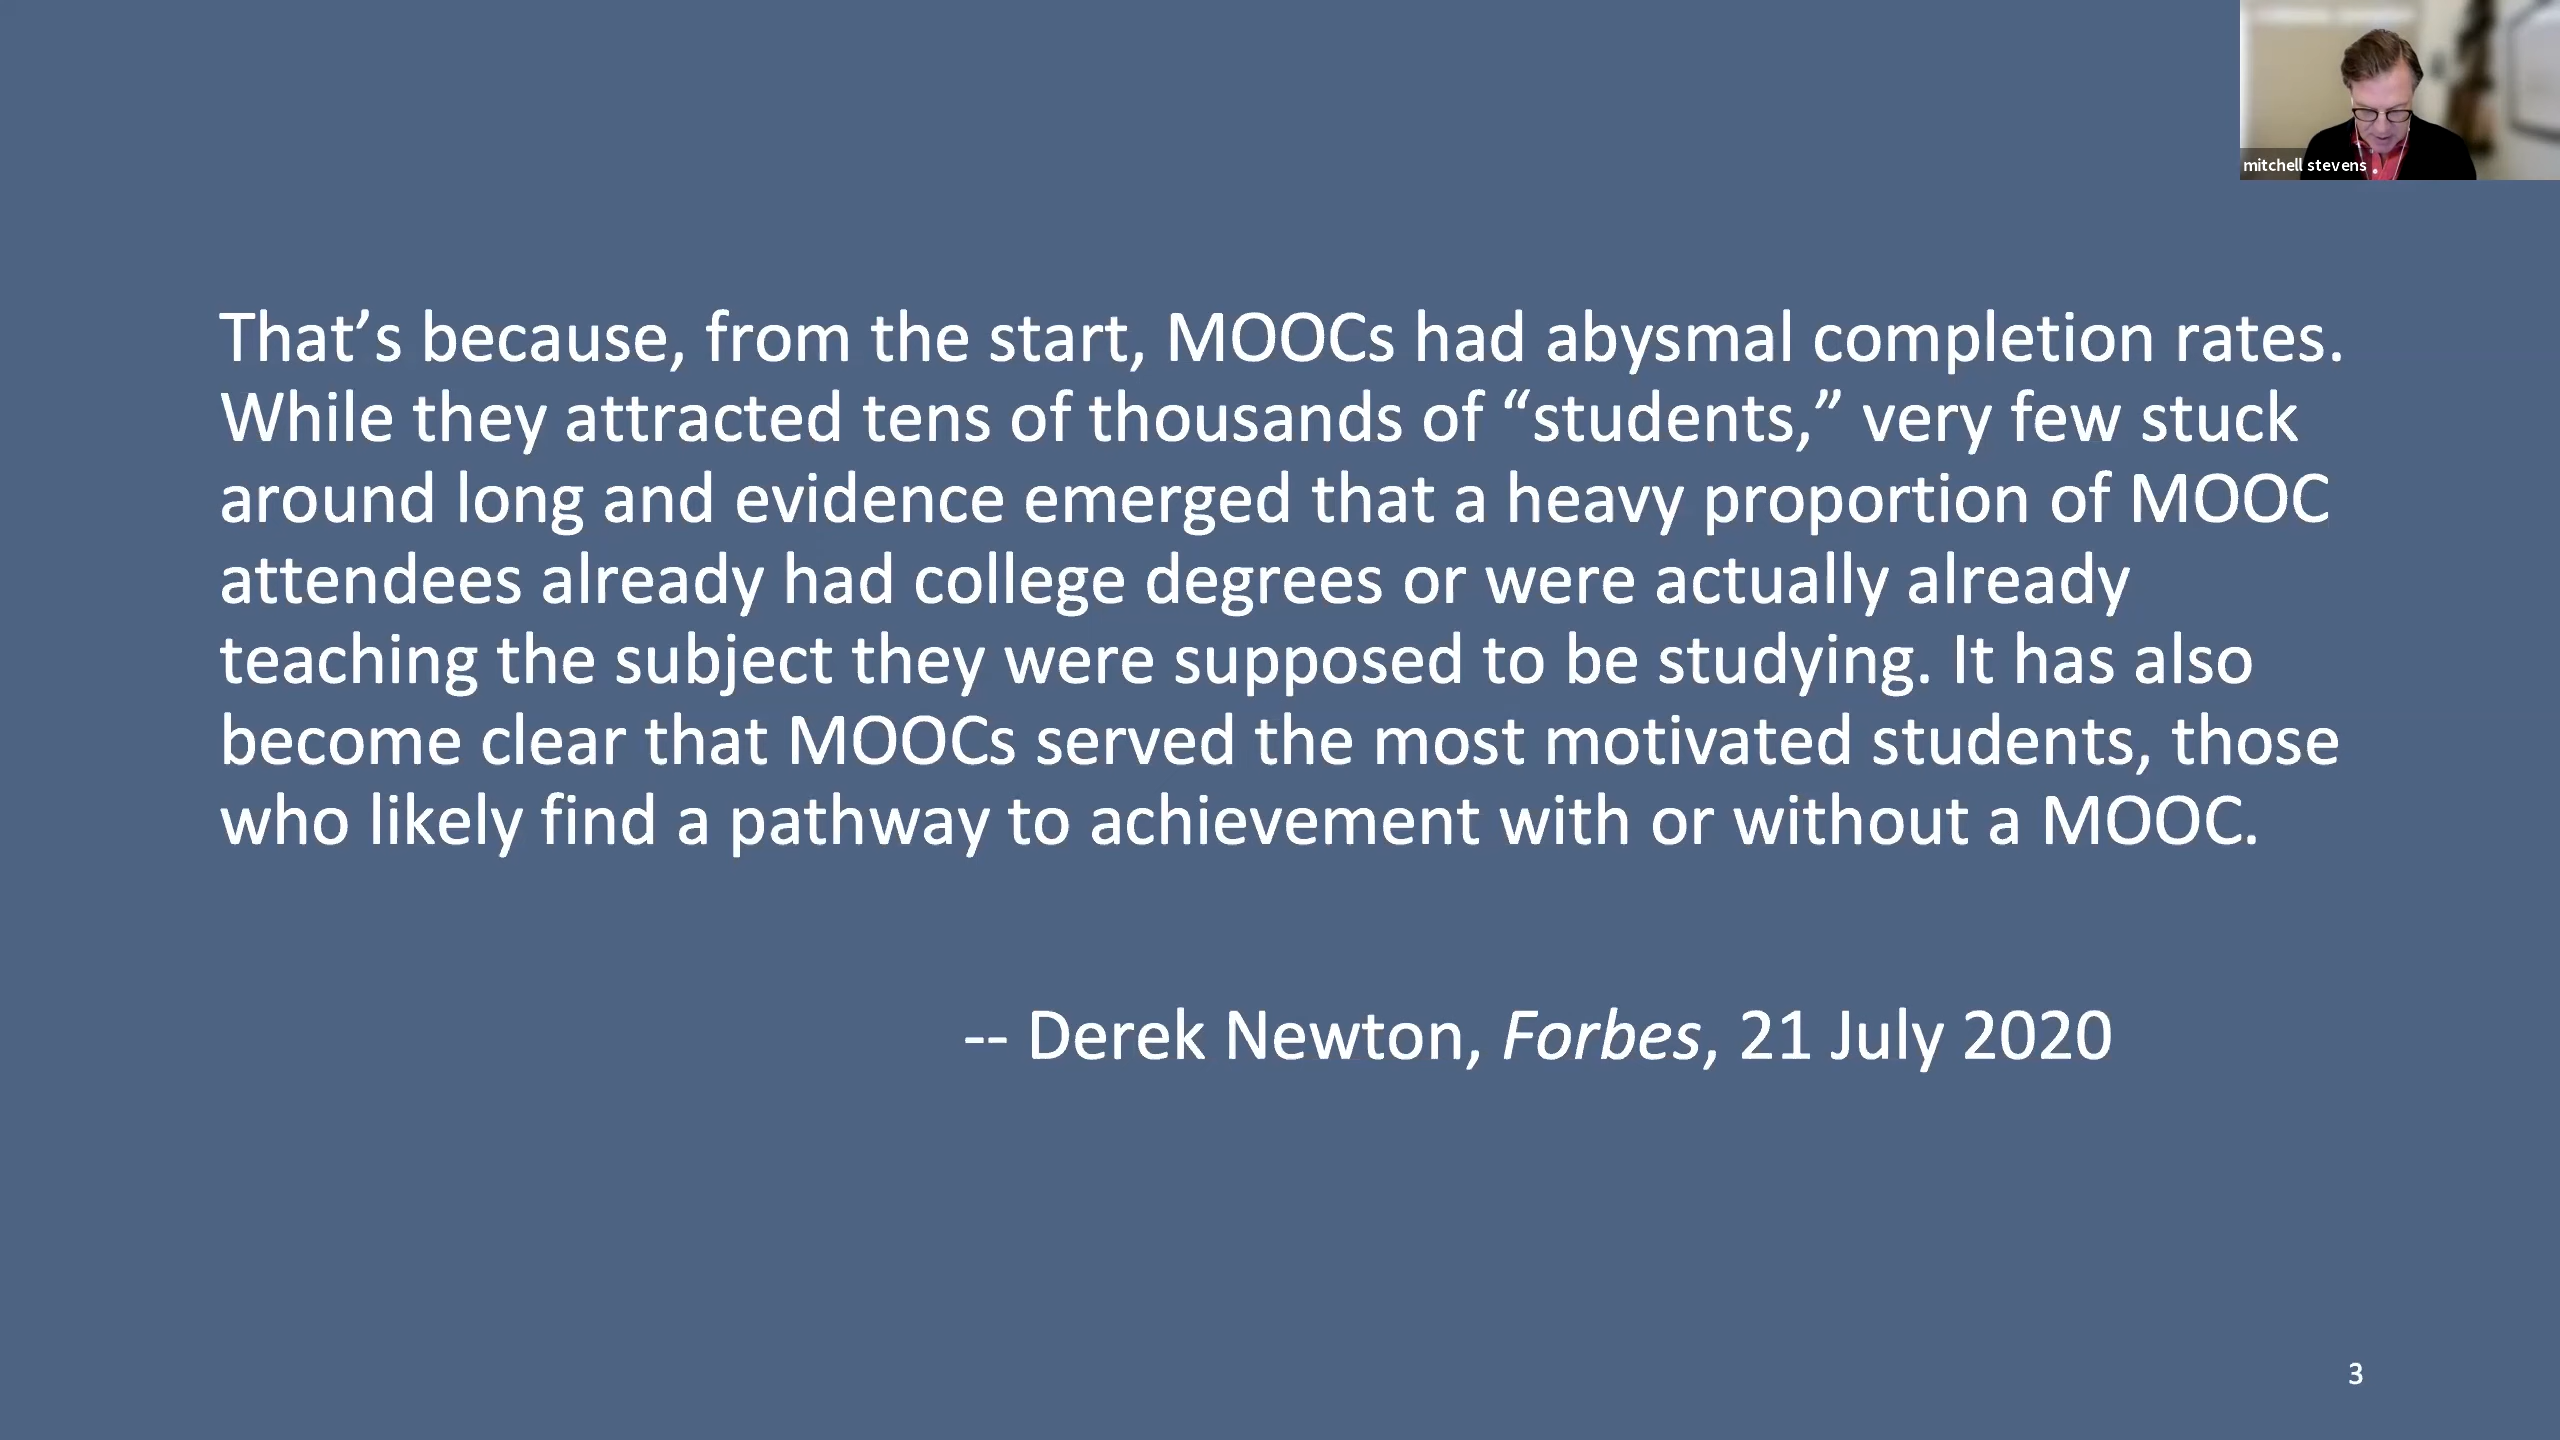 mitchell stevens
That’s because, from the start, MOOCs had abysmal completion rates.
While they attracted tens of thousands of “students,” very few stuck
around long and evidence emerged that a heavy proportion of MOOC
attendees already had college degrees or were actually already
teaching the subject they were supposed to be studying. It has also
become clear that MOOCs served the most motivated students, those
who likely find a pathway to achievement with or without a MOOC.
-- Derek Newton, Forbes, 21 July 2020
3